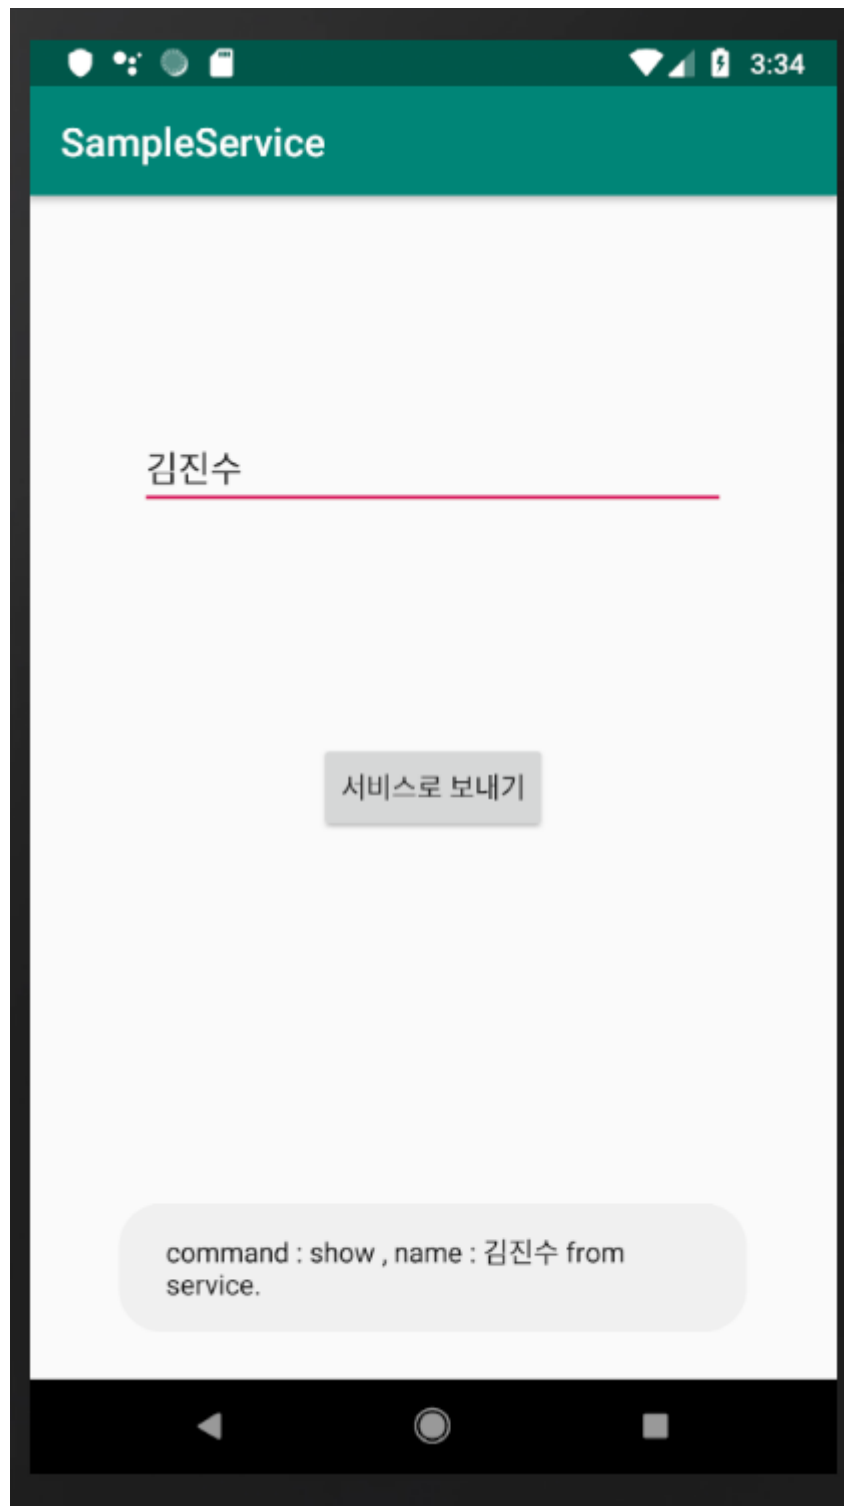 3:34
SampleService
김진수
서비스로 보내기
command : show , name : 김진수 from
service.